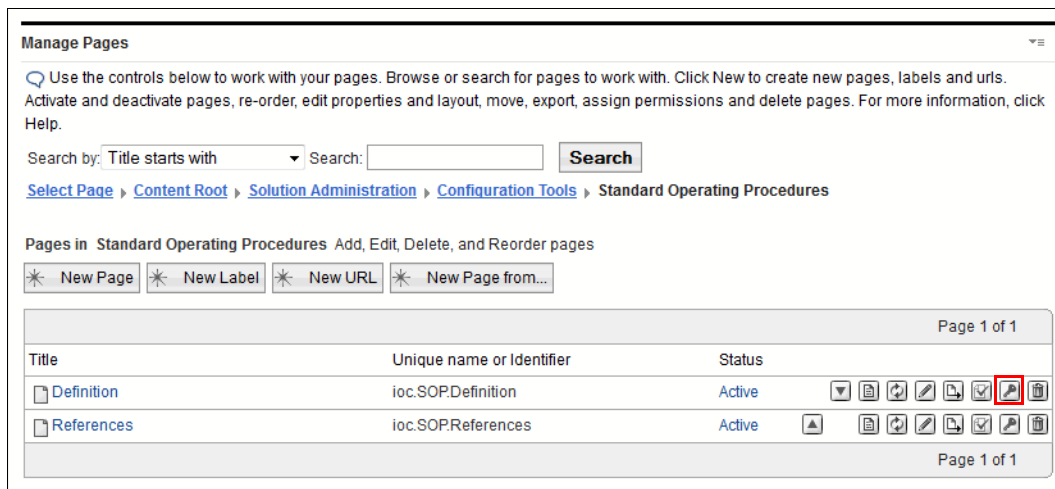 Manage Pages
Use the controls below to work with your pages. Browse or search for pages to work with. Click New to create new pages, labels and urls.
Activate and deactivate pages, re-order, edit properties and layout, move, export, assign permissions and delete pages. For more information, click
Help.
Search by: Title starts with Search: Search
Select Page Content Root Solution Administration Configuration Tools Standard Operating Procedures
Pages in Standard Operating Procedures Add, Edit, Delete, and Reorder pages
New Page New Label New URL New Page from...
Page 1 of 1
Title Unique name or Identifier Status
Definition ioc.SOP.Definition Active
References ioc.SOP.References Active
Page 1 of 1